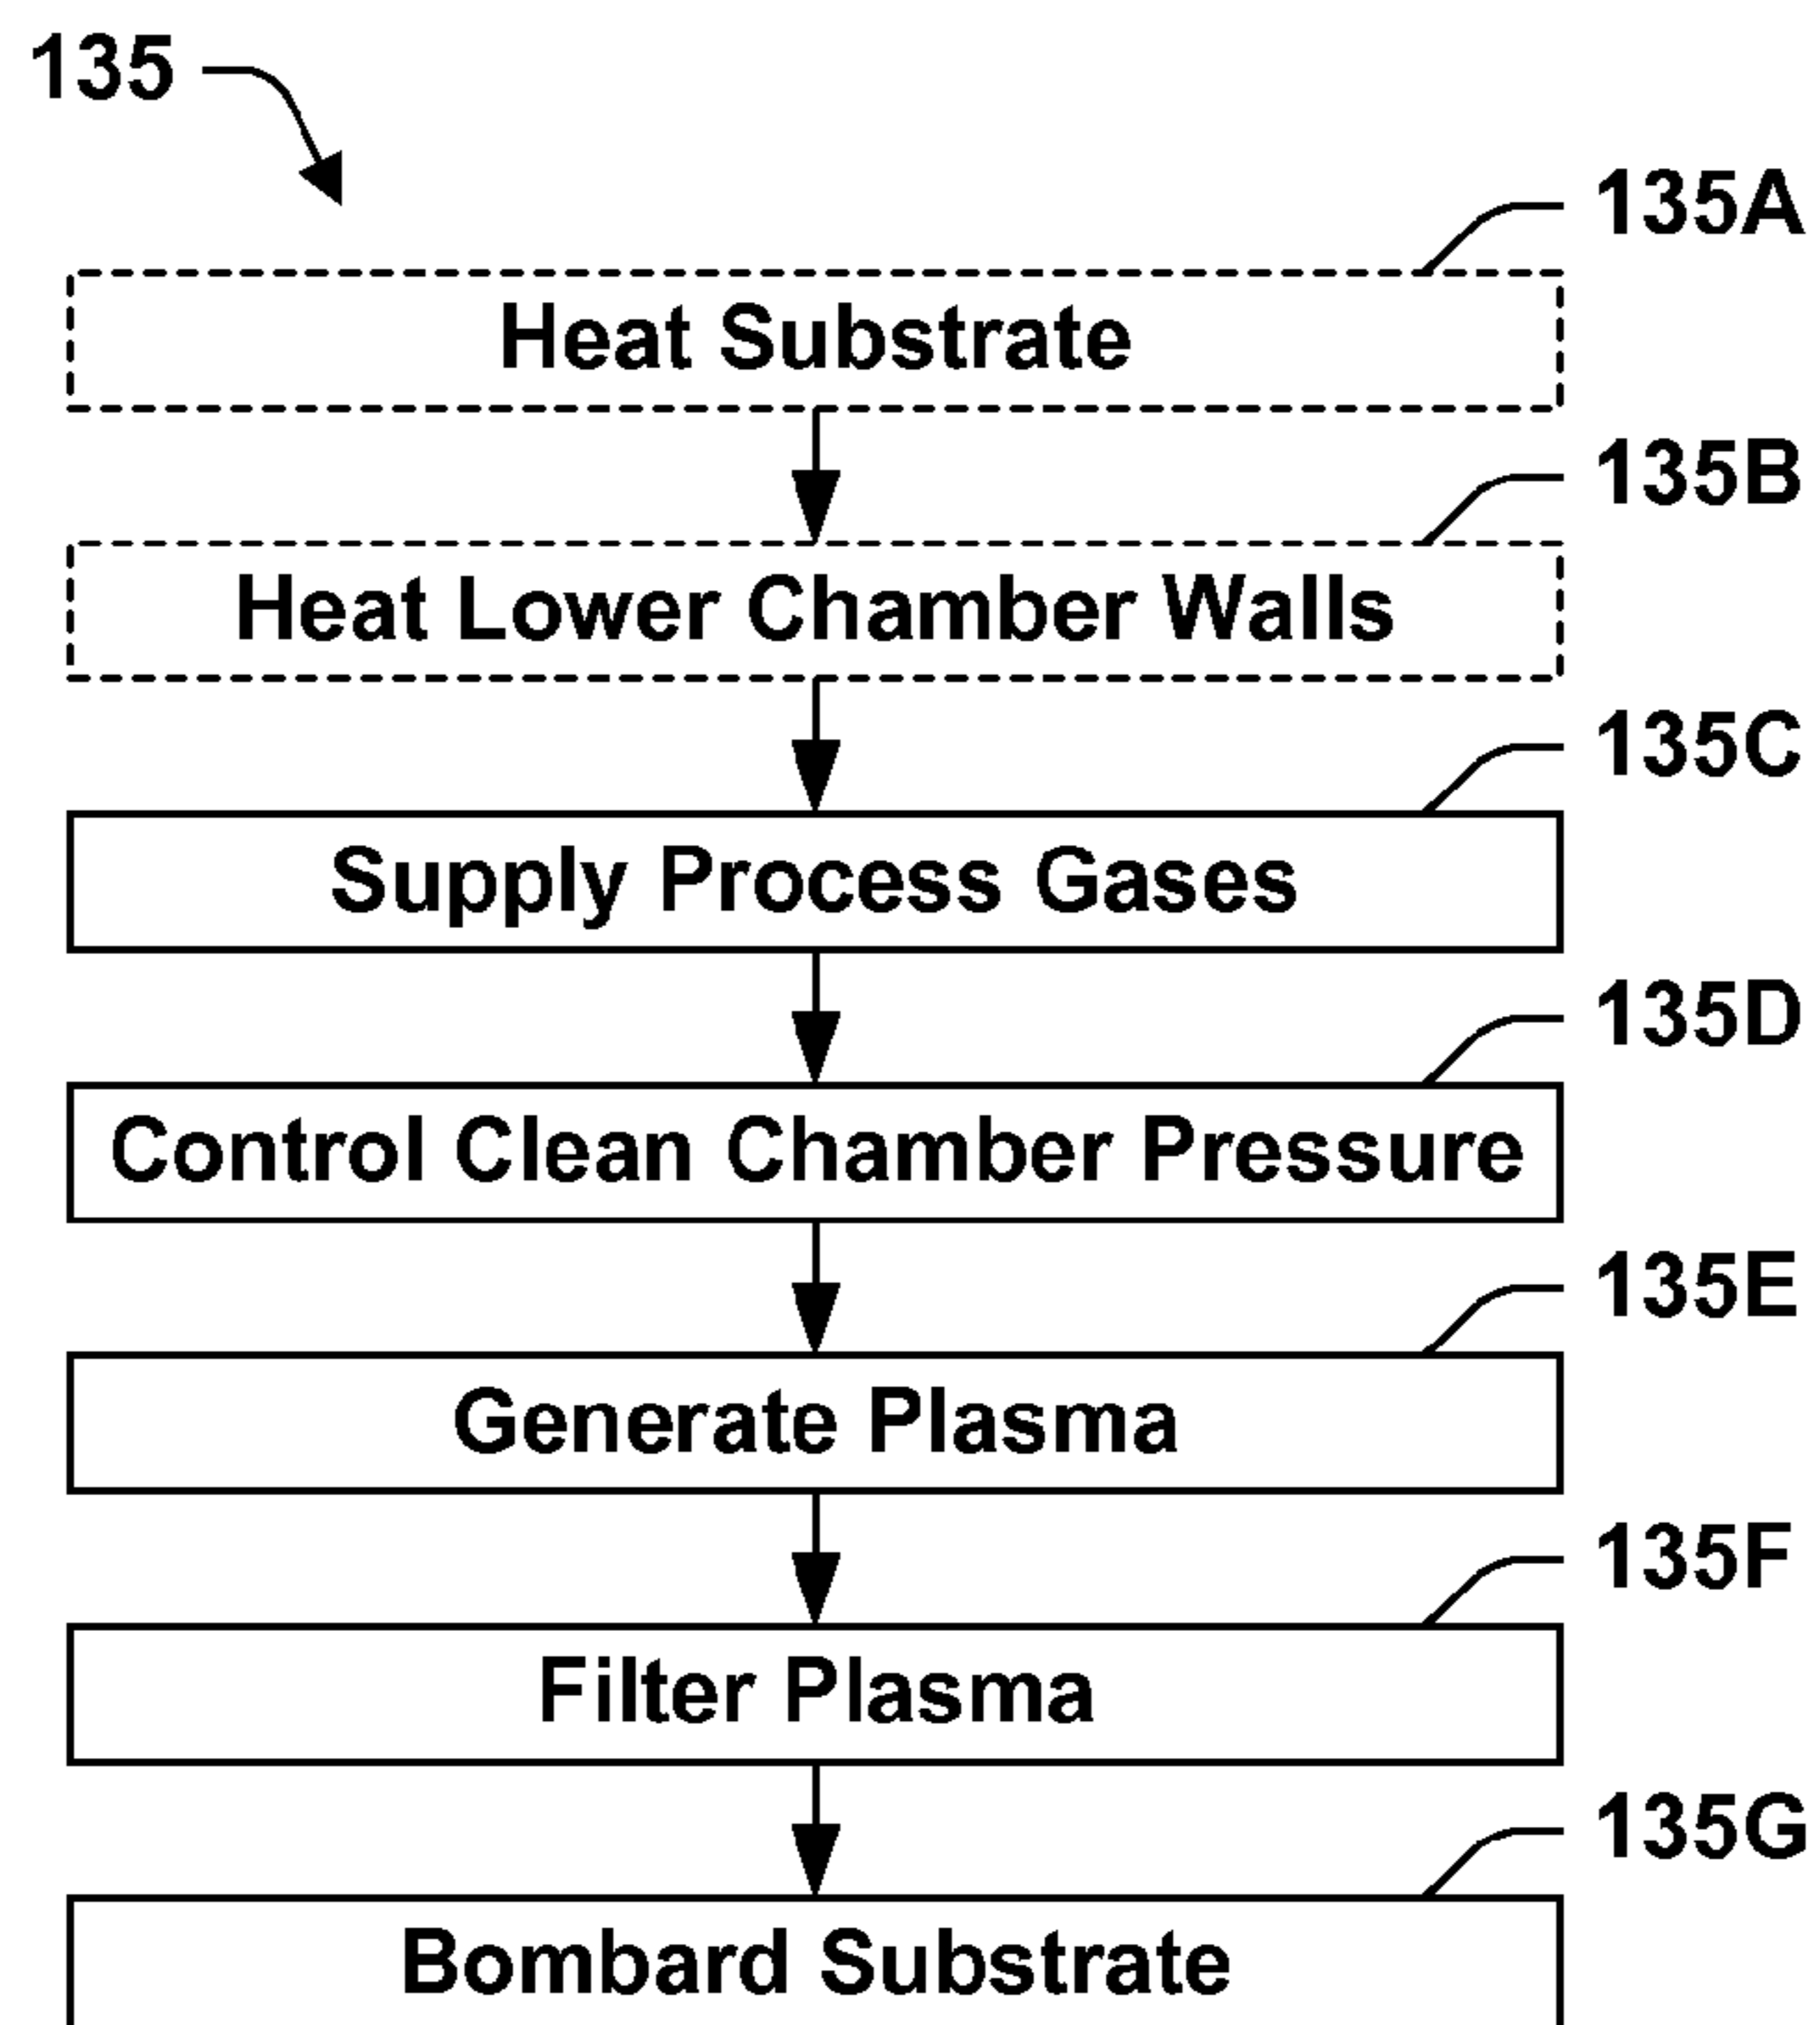 135
135A
Heat Substrate
135B
Heat Lower Chamber Walls
135C
Supply Process Gases
135D
Control Clean Chamber Pressure
135E
Generate Plasma
135F
Filter Plasma
135G
Bombard Substrate